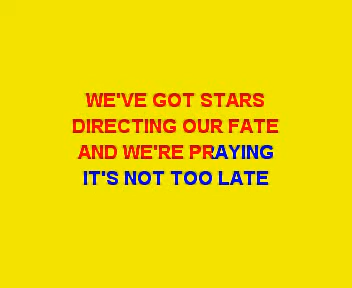 WE'VE GOT STARS
DIRECTING OUR FATE
AND WE'RE PRAYING
IT'S NOT TOO LATE